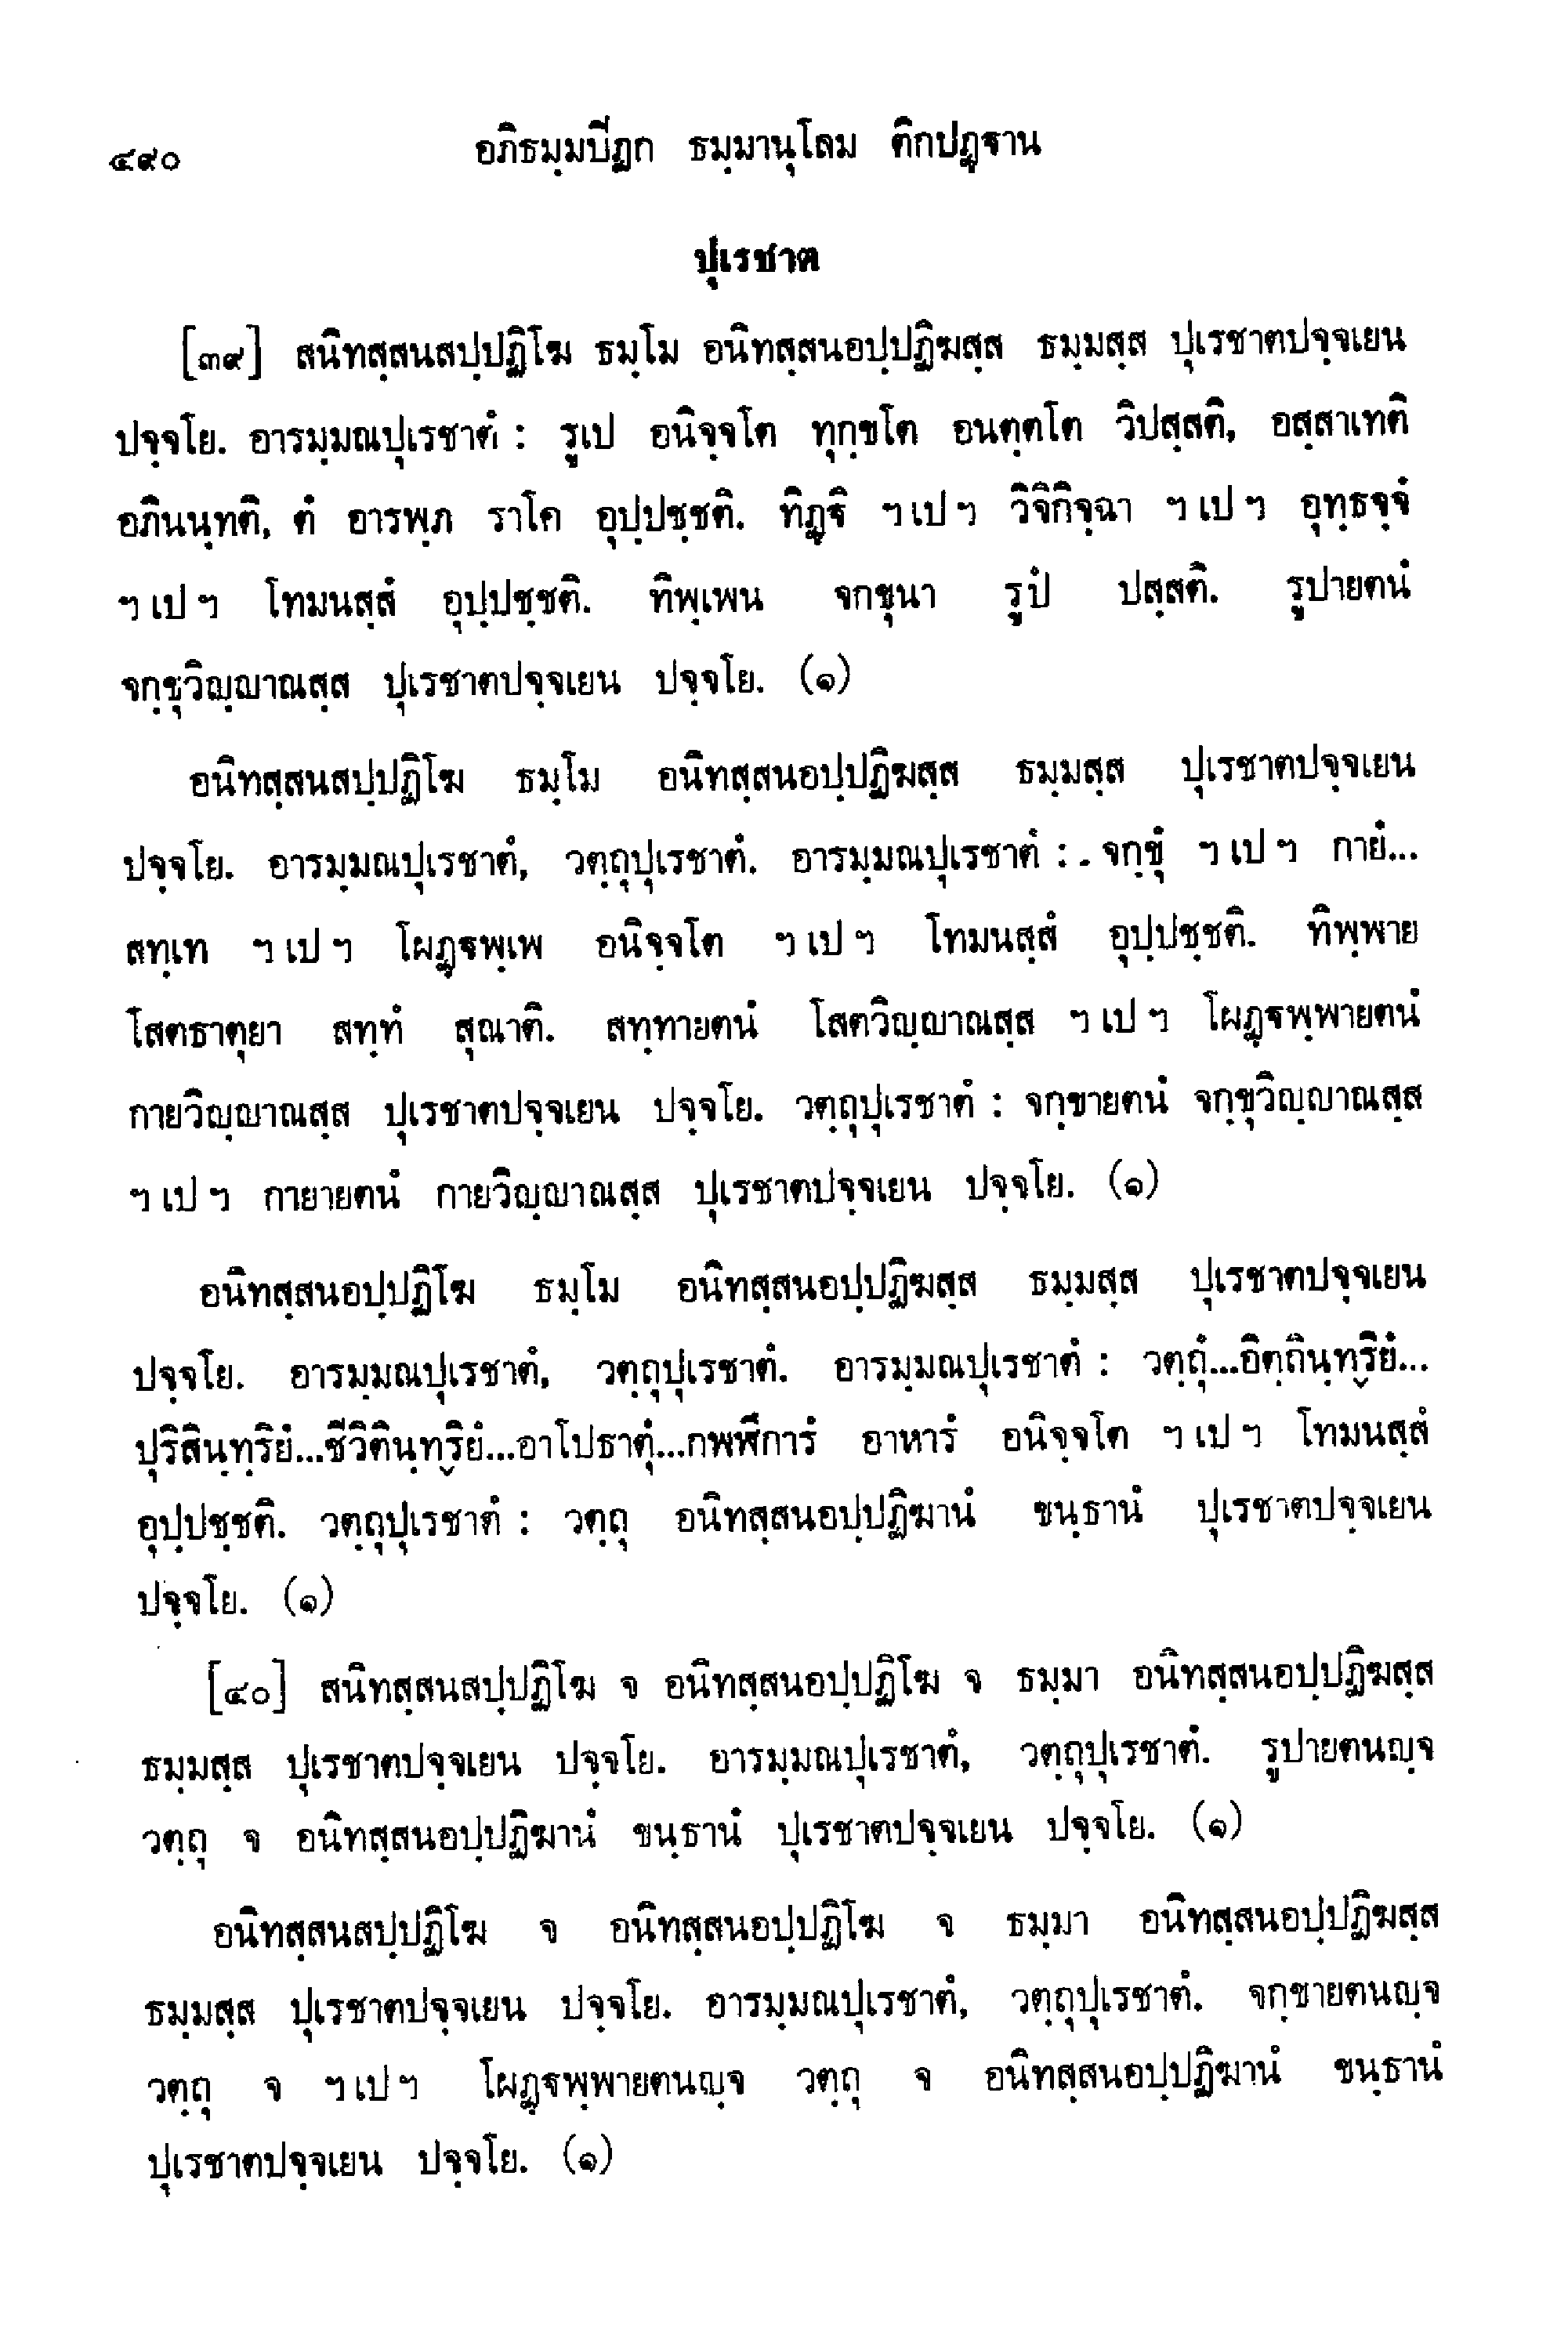 ๔๙๐ อภิธมฺมปิฏก ธมฺมานุโลม ติกปฏฺฐาน
ปุเรชาต
[๓๙] สนิทสฺสนสปฺปฏิโฆ ธมฺโม อนิทสฺสนอปฺปฏิฆสฺส ธมฺมสฺส ปุเรชาตปจฺจเยน
ปจฺจโย. อารมฺมณปุเรชาตํ : รูเป อนิจฺจโต ทุกฺขโต อนตฺตโต วิปสฺสติ, อสฺสาเทติ
อภินนฺทติ, ตํ อารพฺภ ราโค อุปฺปชฺชติ. ทิฏฺฐิ ฯ เป ฯ วิจิกิจฺฉา ฯ เป ฯ อุทฺธจฺจํ
ฯ เป ฯ โทมนสฺสํ อุปฺปชฺชติ. ทิพฺเพน จกขุนา รูปํ ปสฺสติ. รูปายตนํ
จกฺขุวิญฺญาณสฺส ปุเรชาตปจฺจเยน ปจฺจโย. (๑)
อนิทสฺสนสปฺปฏิโฆ ธมฺโม อนิทสฺสนอปฺปฏิฆสฺส ธมฺมสฺส ปุเรชาตปจฺจเยน
ปจฺจโย. อารมฺมณปุเรชาตํ, วตฺถุปุเรชาตํ. อารมฺมณปุเรชาตํ : . จกฺขุํ ฯ เป ฯ กายํ...
สทฺเท ฯ เป ฯ โผฏฺฐพฺเพ อนิจฺจโต ฯ เป ฯ โทมนสฺสํ อุปฺปชฺชติ. ทิพฺพาย
โสตธาตุยา สทฺทํ สุณาติ. สทฺทายตนํ โสตวิญฺญาณสฺส ฯ เป ฯ โผฏฺฐพฺพายตนํ
กายวิญฺญาณสฺส ปุเรชาตปจฺจเยน ปจฺจโย. วตฺถุปุเรชาตํ : จกฺขายตนํ จกฺขุวิญฺญาณสฺส
ฯ เป ฯ กายายตนํ กายวิญฺญาณสฺส ปุเรชาตปจฺจเยน ปจฺจโย. (๑)
อนิทสฺสนอปฺปฏิโฆ ธมฺโม อนิทสฺสนอปฺปฏิฆสฺส ธมฺมสฺส ปุเรชาตปจฺจเยน
ปจฺจโย. อารมฺมณปุเรชาตํ, วตฺถุปุเรชาตํ. อารมฺมณปุเรชาตํ : วตฺถุํ...อิตฺถินฺทฺริยํ...
ปุริสินฺทฺริยํ...ชีวิตินฺทฺริยํ...อาโปธาตุํ...กพฬีการํ อาหารํ อนิจฺจโต ฯ เป ฯ โทมนสฺสํ
อุปฺปชฺชติ. วตฺถุปุเรชาตํ : วตฺถุ อนิทสฺสนอปฺปฏิฆานํ ขนฺธานํ ปุเรชาตปจฺจเยน
ปจฺจโย. (๑)
[๔๐] สนิทสฺสนสปฺปฏิโฆ จ อนิทสฺสนอปฺปฏิโฆ จ ธมฺมา อนิทสฺสนอปฺปฏิฆสฺส
ธมฺมสฺส ปุเรชาตปจฺจเยน ปจฺจโย. อารมฺมณปุเรชาตํ, วตฺถุปุเรชาตํ. รูปายตนญฺจ
วตฺถุ จ อนิทสฺสนอปฺปฏิฆานํ ขนฺธานํ ปุเรชาตปจฺจเยน ปจฺจโย. (๑)
อนิทสฺสนสปฺปฏิโฆ จ อนิทสฺสนอปฺปฏิโฆ จ ธมฺมา อนิทสฺสนอปฺปฏิฆสฺส
ธมฺมสฺส ปุเรชาตปจฺจเยน ปจฺจโย. อารมฺมณปุเรชาตํ, วตฺถุปุเรชาตํ. จกฺขายตนญฺจ
วตฺถุ จ ฯ เป ฯ โผฏฺฐพฺพายตนญฺจ วตฺถุ จ อนิทสฺสนอปฺปฏิฆานํ ขนฺธานํ
ปุเรชาตปจฺจเยน ปจฺจโย. (๑)